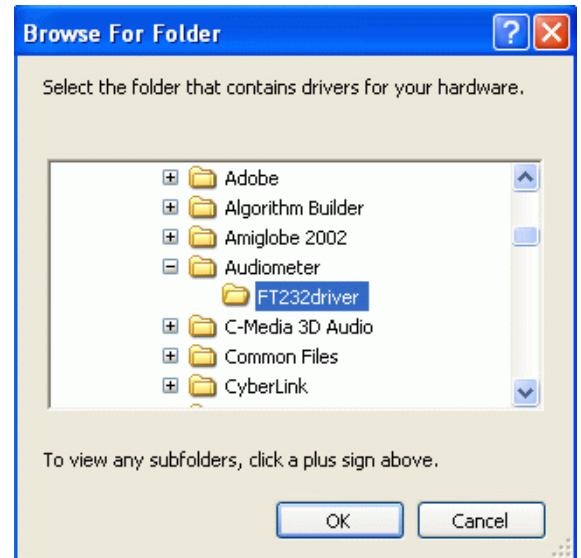 Browse For Folder
Select the folder that contains drivers for your hardware.
Adobe
Algorithm Builder
Amiglobe 2002
Audiometer
FT232driver
C-Media 3D Audio
Common Files
CyberLink
To view any subfolders, click a plus sign above.
OK Cancel